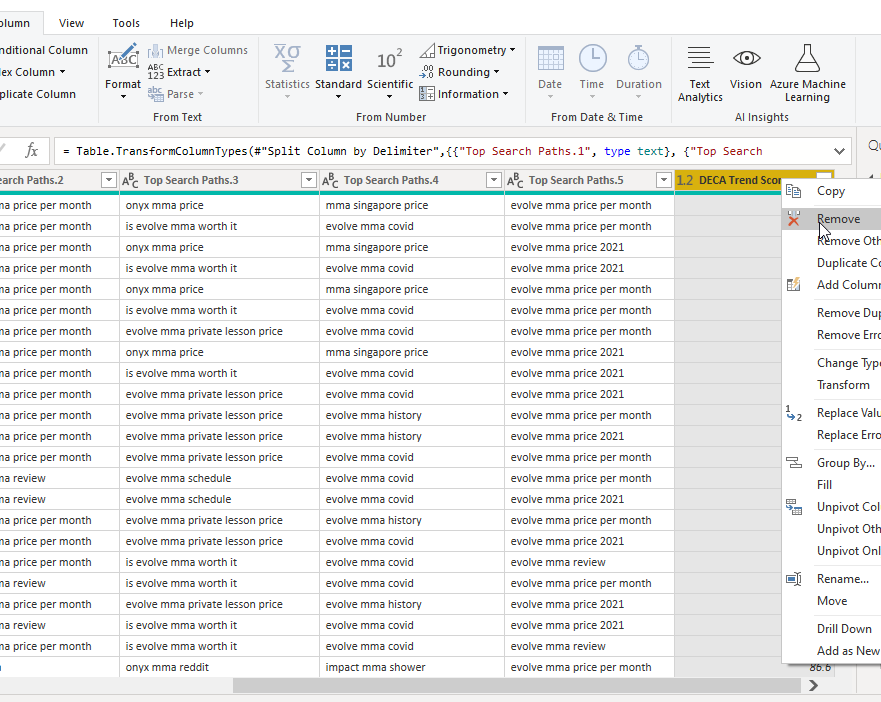 olumn View Tools Help
nditional Column
ex Column
plicate Column
ABC
Format
Merge Columns
ABC
123 Extract
abc Parse
From Text
XΣ
Statistics
Standard
10²
Scientific
Trigonometry
.00
→.0 Rounding
Information
From Number
Date
Time
Duration
From Date & Time
Text
Analytics
Vision
Azure Machine
Learning
AI Insights
fx = Table.TransformColumnTypes(#"Split Column by Delimiter",{{"Top Search Paths.1", type text}, {"Top Search
earch Paths.2 ABC Top Search Paths.3 ABC Top Search Paths.4 ABC Top Search Paths.5 1.2 DECA Trend Scor
ma price per month onyx mma price mma singapore price evolve mma price per month
ma price per month is evolve mma worth it evolve mma covid evolve mma price per month
ma price per month onyx mma price mma singapore price evolve mma price 2021
ma price per month is evolve mma worth it evolve mma covid evolve mma price 2021
ma price per month onyx mma price mma singapore price evolve mma price per month
ma price per month is evolve mma worth it evolve mma covid evolve mma price per month
ma price per month evolve mma private lesson price evolve mma covid evolve mma price per month
ma price per month onyx mma price mma singapore price evolve mma price 2021
ma price per month is evolve mma worth it evolve mma covid evolve mma price 2021
ma price per month evolve mma private lesson price evolve mma covid evolve mma price 2021
ma price per month evolve mma private lesson price evolve mma history evolve mma price per month
ma price per month evolve mma private lesson price evolve mma history evolve mma price 2021
ma price per month evolve mma private lesson price evolve mma covid evolve mma price per month
ma review evolve mma schedule evolve mma covid evolve mma price per month
ma review evolve mma schedule evolve mma covid evolve mma price 2021
ma price per month evolve mma private lesson price evolve mma history evolve mma price per month
ma price per month evolve mma private lesson price evolve mma covid evolve mma price 2021
ma price per month is evolve mma worth it evolve mma covid evolve mma review
ma review is evolve mma worth it evolve mma covid evolve mma price per month
ma price per month evolve mma private lesson price evolve mma history evolve mma price 2021
ma review is evolve mma worth it evolve mma covid evolve mma price 2021
ma price per month is evolve mma worth it evolve mma covid evolve mma review
onyx mma reddit impact mma shower evolve mma price per month 86.6
Qu
Copy
Remove
Remove Oth
Duplicate Co
Add Column
Remove Dup
Remove Erro
Change Type
Transform
Replace Valu
Replace Erro
Group By...
Fill
Unpivot Col
Unpivot Oth
Unpivot Onl
Rename...
Move
Drill Down
Add as New